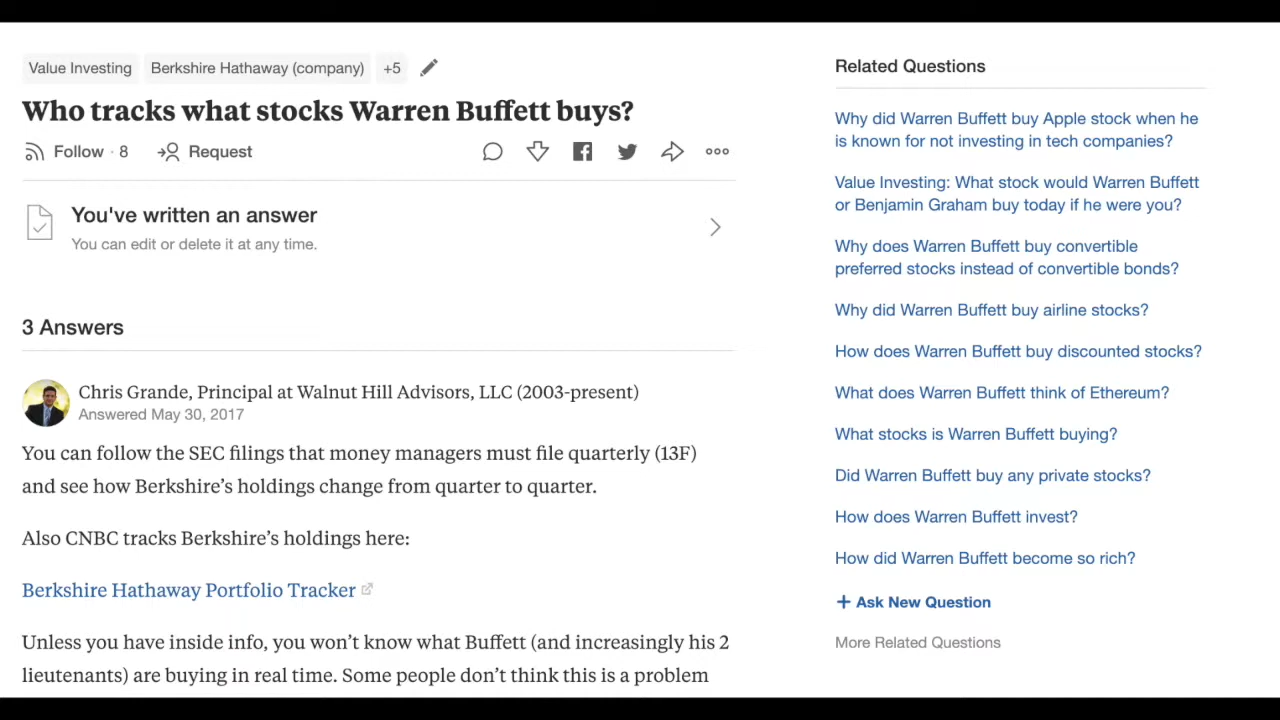 Value Investing Berkshire Hathaway (company) +5
Who tracks what stocks Warren Buffett buys?
Follow · 8 Request
You've written an answer
You can edit or delete it at any time.
3 Answers
Chris Grande, Principal at Walnut Hill Advisors, LLC (2003-present)
Answered May 30, 2017
You can follow the SEC filings that money managers must file quarterly (13F)
and see how Berkshire’s holdings change from quarter to quarter.
Also CNBC tracks Berkshire’s holdings here:
Berkshire Hathaway Portfolio Tracker
Unless you have inside info, you won’t know what Buffett (and increasingly his 2
lieutenants) are buying in real time. Some people don’t think this is a problem
Related Questions
Why did Warren Buffett buy Apple stock when he
is known for not investing in tech companies?
Value Investing: What stock would Warren Buffett
or Benjamin Graham buy today if he were you?
Why does Warren Buffett buy convertible
preferred stocks instead of convertible bonds?
Why did Warren Buffett buy airline stocks?
How does Warren Buffett buy discounted stocks?
What does Warren Buffett think of Ethereum?
What stocks is Warren Buffett buying?
Did Warren Buffett buy any private stocks?
How does Warren Buffett invest?
How did Warren Buffett become so rich?
+ Ask New Question
More Related Questions